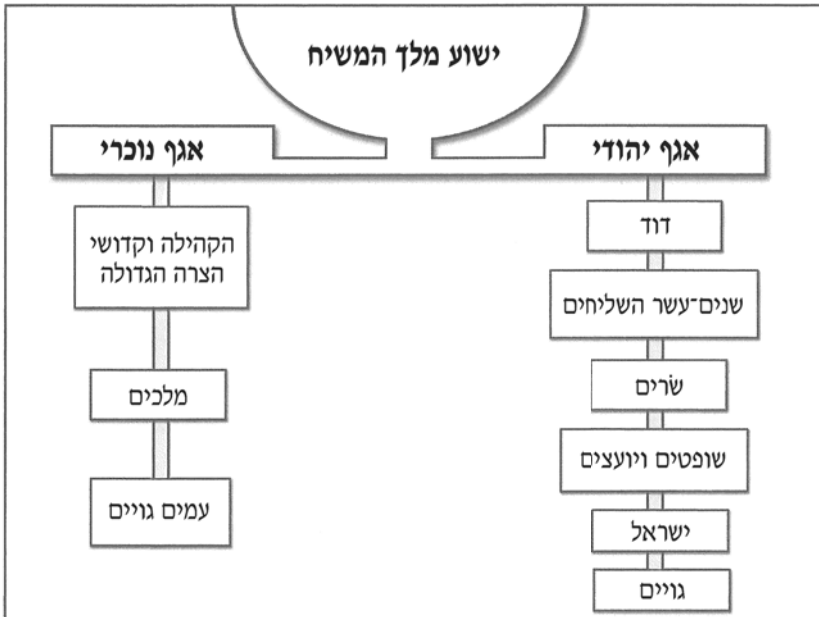 ישוע מלך המשיח
אגף יהודי
דוד
שנים־עשר השליחים
שׂרים
שופטים ויועצים
ישראל
גויים
אגף נוכרי
הקהילה וקדושי
הצרה הגדולה
מלכים
עמים גויים